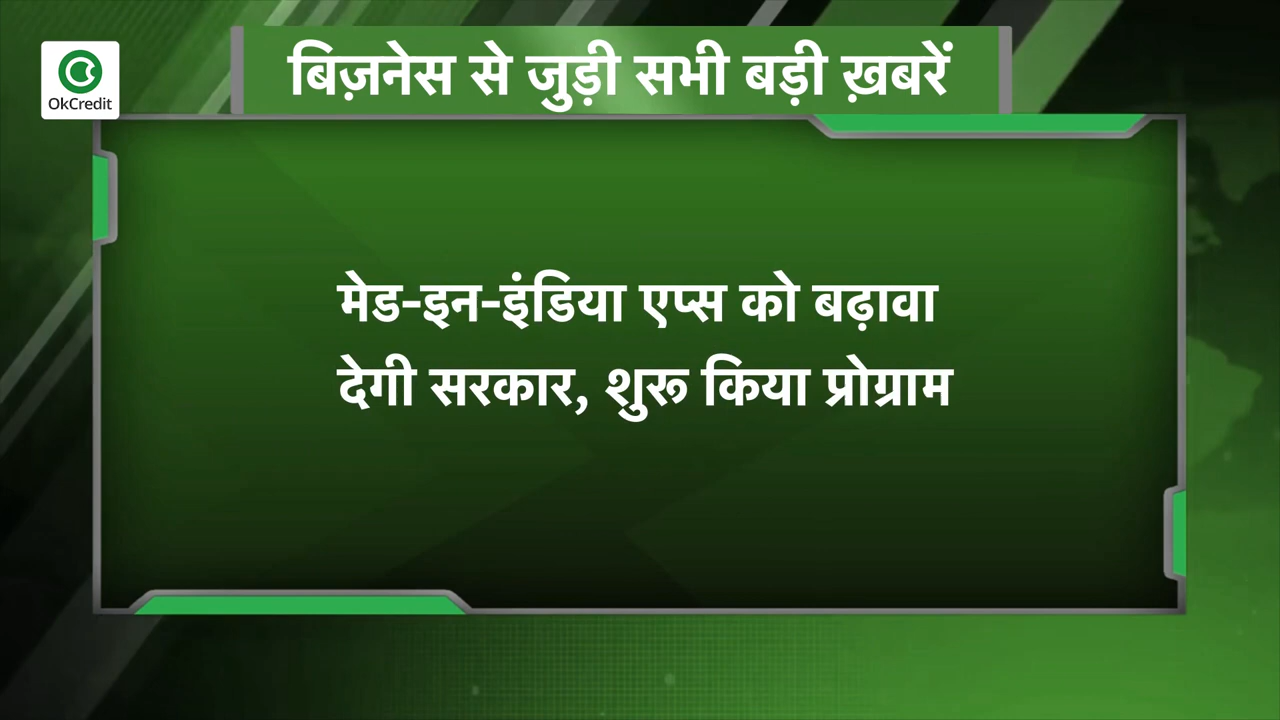 बिज़नेस से जुड़ी सभी बड़ी ख़बरें
OkCredit
मेड-इन-इंडिया एप्स को बढ़ावा
देगी सरकार, शुरू किया प्रोग्राम